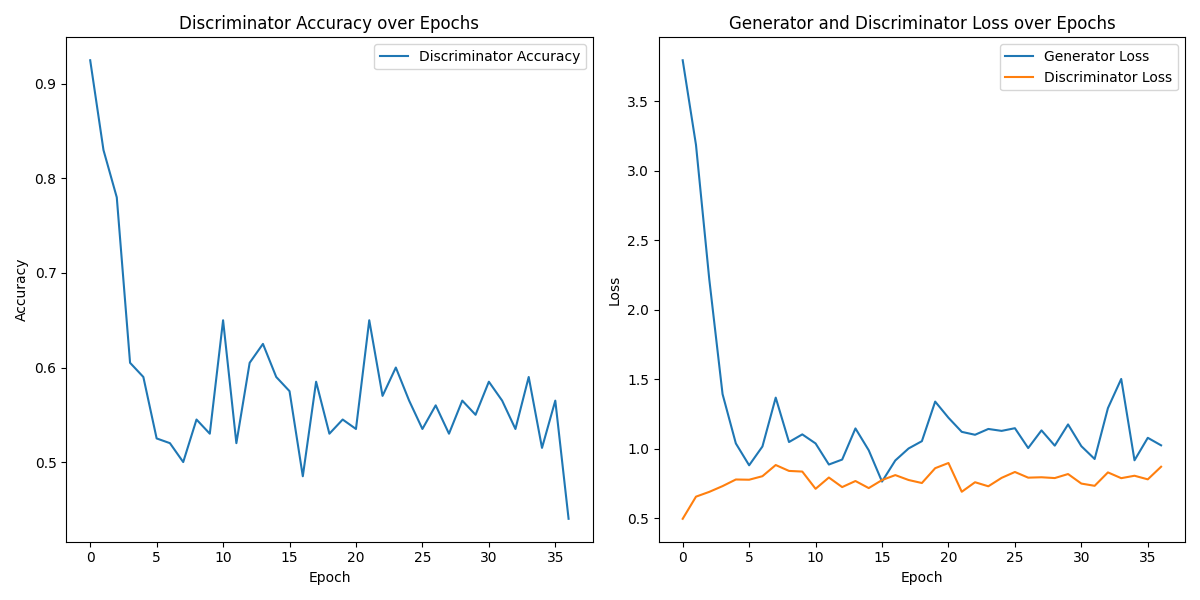 Discriminator Accuracy over Epochs
Discriminator Accuracy
Accuracy
0.9
0.8
0.7
0.6
0.5
0 5 10 15 20 25 30 35
Epoch
Generator and Discriminator Loss over Epochs
Generator Loss
Discriminator Loss
Loss
3.5
3.0
2.5
2.0
1.5
1.0
0.5
0 5 10 15 20 25 30 35
Epoch